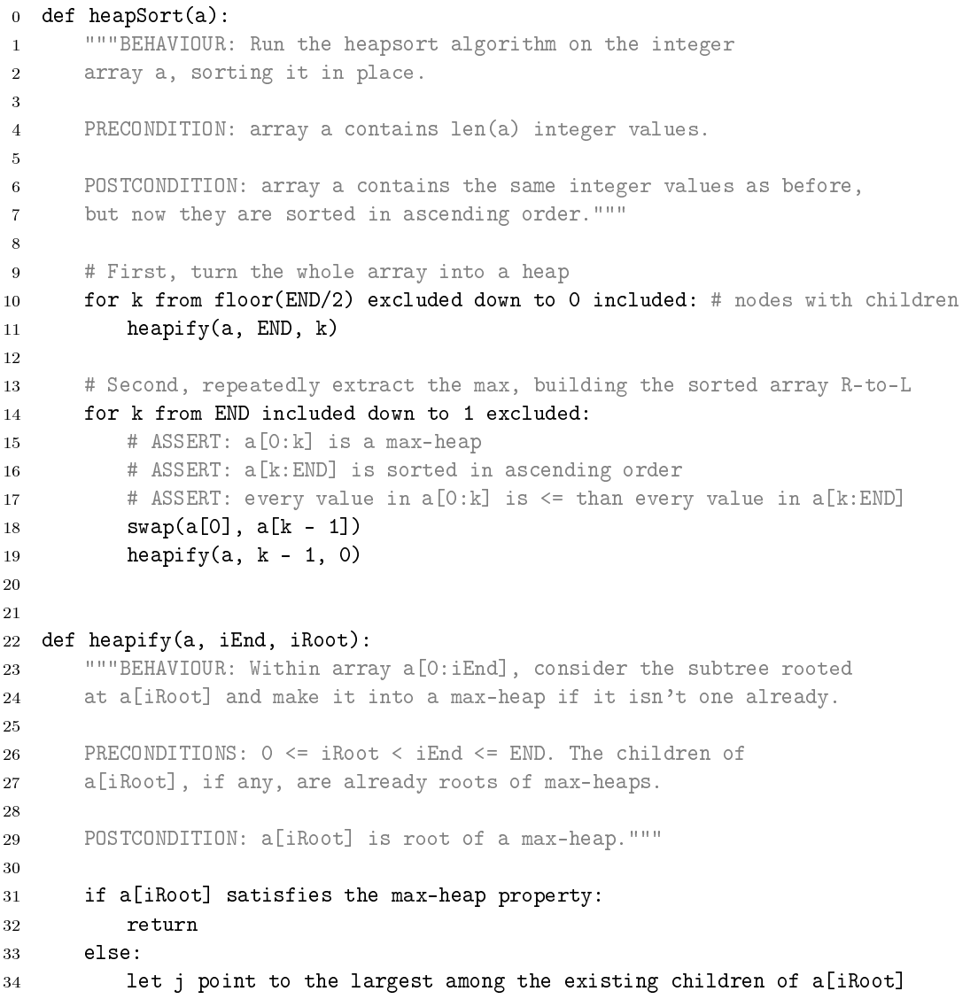 0 def heapSort(a):
1 """BEHAVIOUR: Run the heapsort algorithm on the integer
2 array a, sorting it in place.
3
4 PRECONDITION: array a contains len(a) integer values.
5
6 POSTCONDITION: array a contains the same integer values as before,
7 but now they are sorted in ascending order."""
8
9 # First, turn the whole array into a heap
10 for k from floor(END/2) excluded down to 0 included: # nodes with children
11 heapify(a, END, k)
12
13 # Second, repeatedly extract the max, building the sorted array R-to-L
14 for k from END included down to 1 excluded:
15 # ASSERT: a[0:k] is a max-heap
16 # ASSERT: a[k:END] is sorted in ascending order
17 # ASSERT: every value in a[0:k] is <= than every value in a[k:END]
18 swap(a[0], a[k - 1])
19 heapify(a, k - 1, 0)
20
21
22 def heapify(a, iEnd, iRoot):
23 """BEHAVIOUR: Within array a[0:iEnd], consider the subtree rooted
24 at a[iRoot] and make it into a max-heap if it isn't one already.
25
26 PRECONDITIONS: 0 <= iRoot < iEnd <= END. The children of
27 a[iRoot], if any, are already roots of max-heaps.
28
29 POSTCONDITION: a[iRoot] is root of a max-heap."""
30
31 if a[iRoot] satisfies the max-heap property:
32 return
33 else:
34 let j point to the largest among the existing children of a[iRoot]